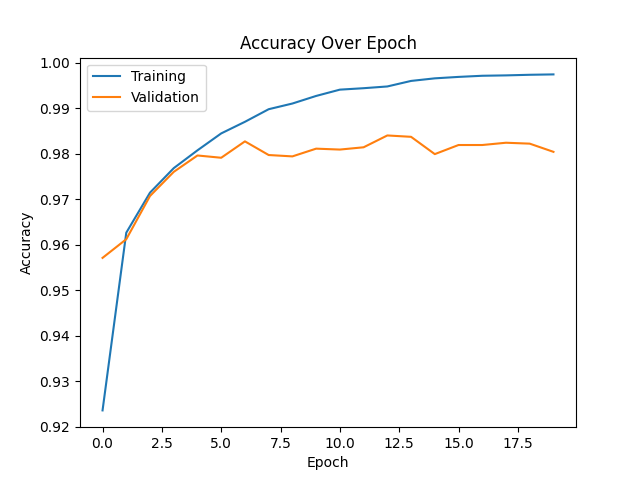 Accuracy Over Epoch
Training
Validation
1.00
0.99
0.98
0.97
0.96
0.95
0.94
0.93
0.92
Accuracy
0.0 2.5 5.0 7.5 10.0 12.5 15.0 17.5
Epoch